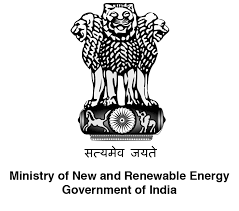 सत्यमेव जयते
Ministry of New and Renewable Energy
Government of India